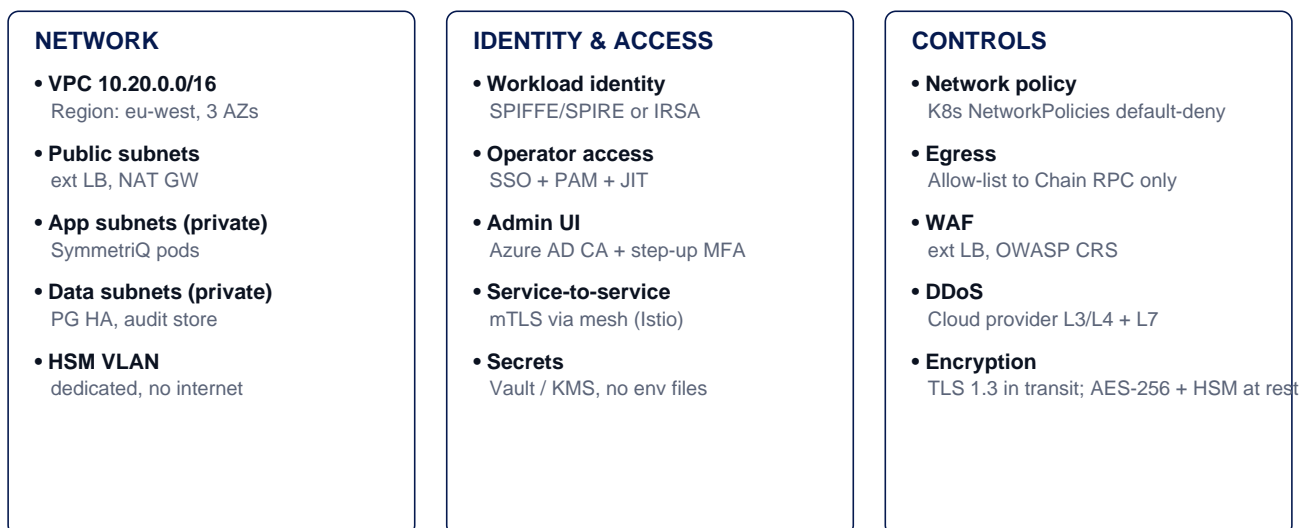 NETWORK
• VPC 10.20.0.0/16
Region: eu-west, 3 AZs
• Public subnets
ext LB, NAT GW
• App subnets (private)
SymmetriQ pods
• Data subnets (private)
PG HA, audit store
• HSM VLAN
dedicated, no internet
IDENTITY & ACCESS
• Workload identity
SPIFFE/SPIRE or IRSA
• Operator access
SSO + PAM + JIT
• Admin UI
Azure AD CA + step-up MFA
• Service-to-service
mTLS via mesh (Istio)
• Secrets
Vault / KMS, no env files
CONTROLS
• Network policy
K8s NetworkPolicies default-deny
• Egress
Allow-list to Chain RPC only
• WAF
ext LB, OWASP CRS
• DDoS
Cloud provider L3/L4 + L7
• Encryption
TLS 1.3 in transit; AES-256 + HSM at rest